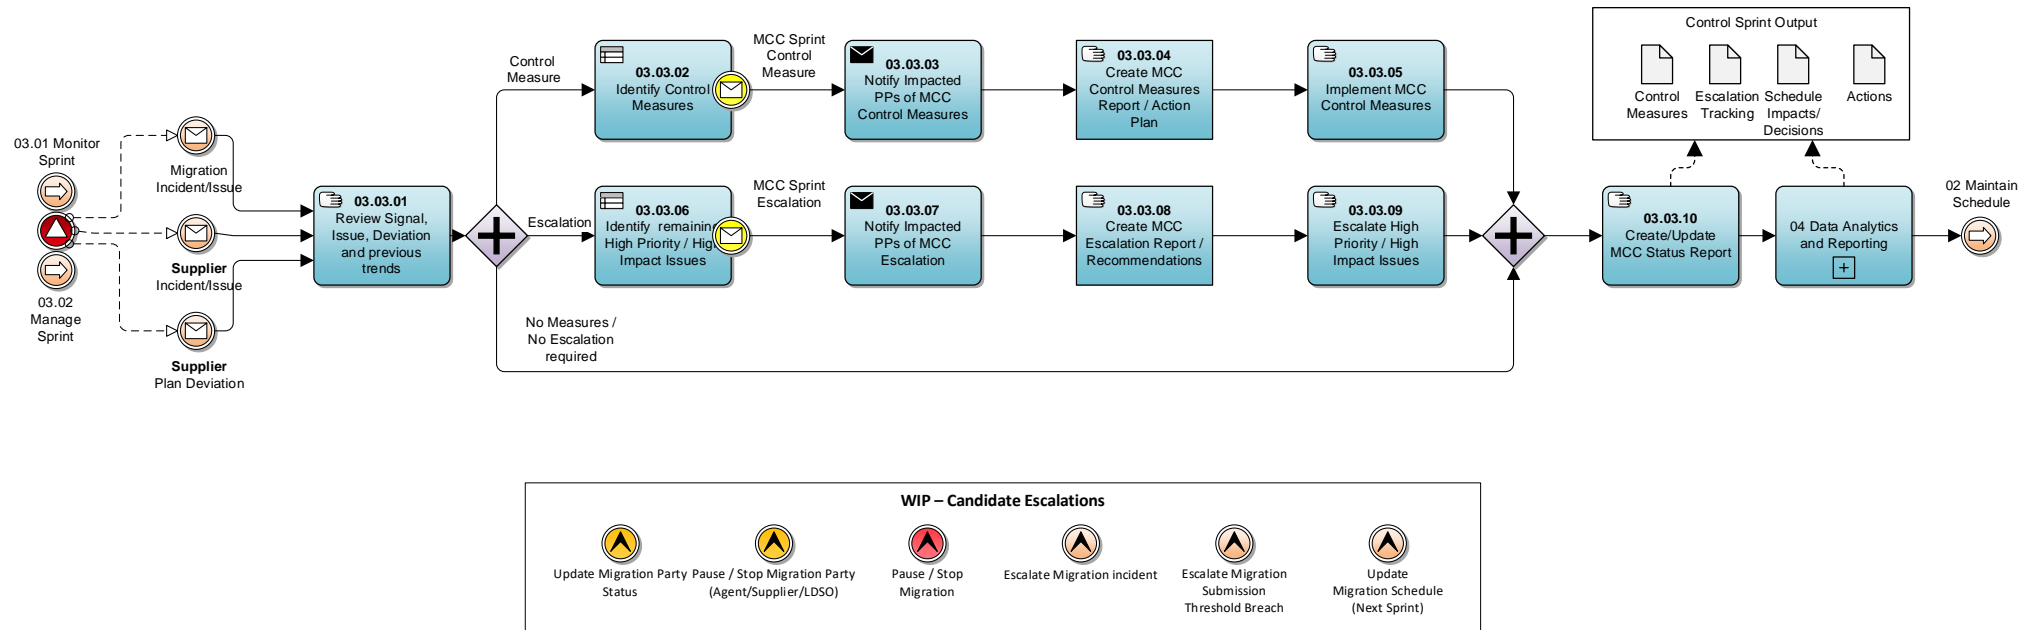 03.01 Monitor
Sprint
03.02
Manage
Sprint
Migration
Incident/Issue
Supplier
Incident/Issue
Supplier
Plan Deviation
03.03.01
Review Signal,
Issue, Deviation
and previous
trends
Control
Measure
Escalation
No Measures /
No Escalation
required
03.03.02
Identify Control
Measures
MCC Sprint
Control
Measure
03.03.03
Notify Impacted
PPs of MCC
Control Measures
03.03.04
Create MCC
Control Measures
Report / Action
Plan
03.03.05
Implement MCC
Control Measures
03.03.06
Identify remaining
High Priority / High
Impact Issues
MCC Sprint
Escalation
03.03.07
Notify Impacted
PPs of MCC
Escalation
03.03.08
Create MCC
Escalation Report /
Recommendations
03.03.09
Escalate High
Priority / High
Impact Issues
Control Sprint Output
Control
Measures
Escalation
Tracking
Schedule
Impacts/
Decisions
Actions
03.03.10
Create/Update
MCC Status Report
04 Data Analytics
and Reporting
02 Maintain
Schedule
WIP – Candidate Escalations
Update Migration Party
Status
Pause / Stop Migration Party
(Agent/Supplier/LDSO)
Pause / Stop
Migration
Escalate Migration incident
Escalate Migration
Submission
Threshold Breach
Update
Migration Schedule
(Next Sprint)